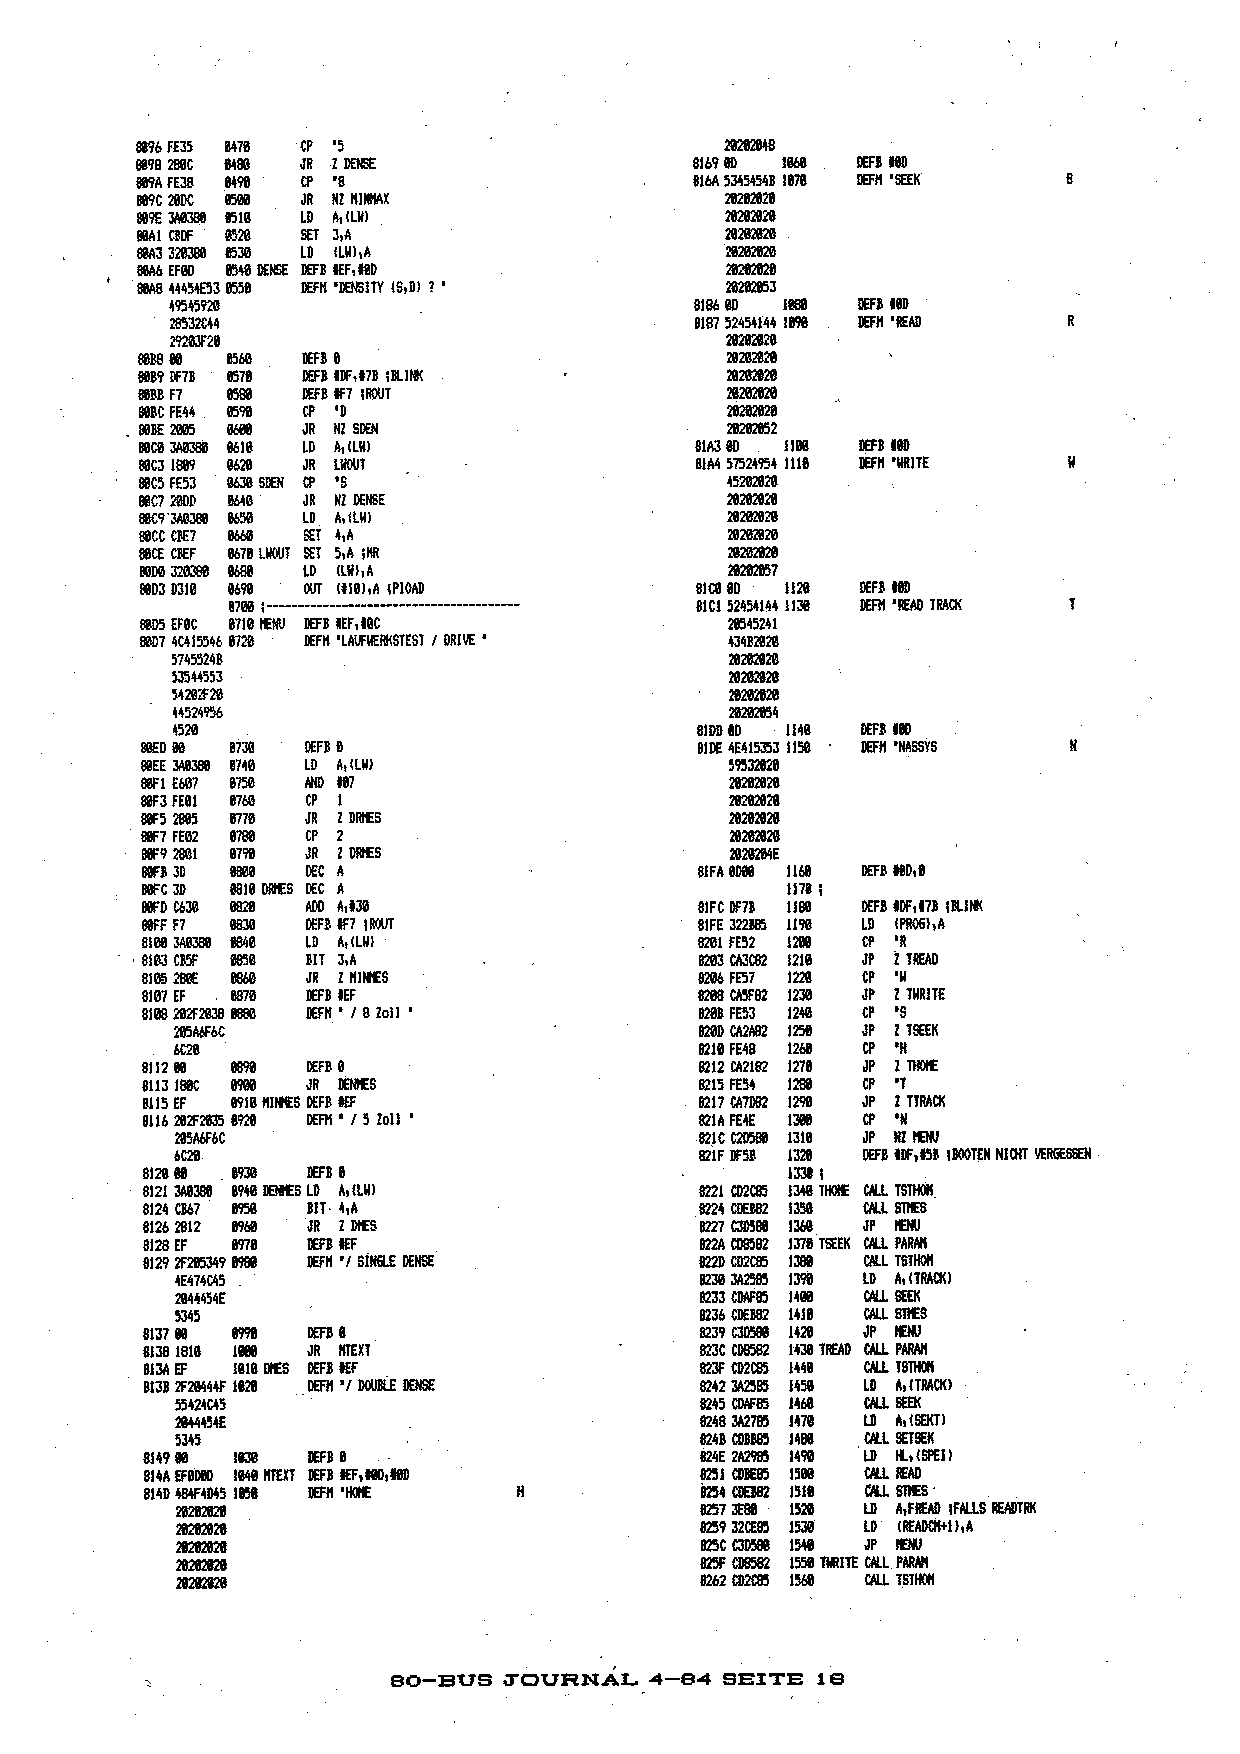 8096 FE35 0470 CP "5
8098 280C 0480 JR Z DENSE
809A FE38 0490 CP "8
809C 20DC 0500 JR NZ MINMAX
809E 3A0380 0510 LD A,(LW)
80A1 CBDF 0520 SET 3,A
80A3 320380 0530 LD (LW),A
80A6 EF0D 0540 DENSE DEFB #EF,#0D
80A8 44454E53 0550 DEFM "DENSITY (S,D) ? "
49545920
28532C44
29203F20
80B8 00 0560 DEFB 0
80B9 DF7B 0570 DEFB #DF,#7B ;BLINK
80BB F7 0580 DEFB #F7 ;ROUT
80BC FE44 0590 CP "D
80BE 2005 0600 JR NZ SDEN
80C0 3A0380 0610 LD A,(LW)
80C3 1809 0620 JR LWOUT
80C5 FE53 0630 SDEN CP "S
80C7 20DD 0640 JR NZ DENSE
80C9 3A0380 0650 LD A,(LW)
80CC CBE7 0660 SET 4,A
80CE CBEF 0670 LWOUT SET 5,A ;MR
80D0 320380 0680 LD (LW),A
80D3 D310 0690 OUT (#10),A ;PIOAD
0700 ;----------------------------------------
80D5 EF0C 0710 MENU DEFB #EF,#0C
80D7 4C415546 0720 DEFM "LAUFWERKSTEST / DRIVE "
5745524B
53544553
54202F20
44524956
4520
80ED 00 0730 DEFB 0
80EE 3A0380 0740 LD A,(LW)
80F1 E607 0750 AND #07
80F3 FE01 0760 CP 1
80F5 2805 0770 JR Z DRMES
80F7 FE02 0780 CP 2
80F9 2801 0790 JR Z DRMES
80FB 3D 0800 DEC A
80FC 3D 0810 DRMES DEC A
80FD C630 0820 ADD A,#30
80FF F7 0830 DEFB #F7 ;ROUT
8100 3A0380 0840 LD A,(LW)
8103 CB5F 0850 BIT 3,A
8105 280E 0860 JR Z MINMES
8107 EF 0870 DEFB #EF
8108 202F2038 0880 DEFM " / 8 Zoll "
205A6F6C
6C20
8112 00 0890 DEFB 0
8113 180C 0900 JR DENMES
8115 EF 0910 MINMES DEFB #EF
8116 202F2035 0920 DEFM " / 5 Zoll "
205A6F6C
6C20
8120 00 0930 DEFB 0
8121 3A0380 0940 DENMES LD A,(LW)
8124 CB67 0950 BIT 4,A
8126 2812 0960 JR Z DMES
8128 EF 0970 DEFB #EF
8129 2F205349 0980 DEFM "/ SINGLE DENSE
4E474C45
2044454E
5345
8137 00 0990 DEFB 0
8138 1810 1000 JR MTEXT
813A EF 1010 DMES DEFB #EF
813B 2F20444F 1020 DEFM "/ DOUBLE DENSE
55424C45
2044454E
5345
8149 00 1030 DEFB 0
814A EF0D0D 1040 MTEXT DEFB #EF,#0D,#0D
814D 484F4D45 1050 DEFM "HOME H
20202020
20202020
20202020
20202020
20202020
20202048
8169 0D 1060 DEFB #0D
816A 5345454B 1070 DEFM "SEEK S
20202020
20202020
20202020
20202020
20202020
20202053
8186 0D 1080 DEFB #0D
8187 52454144 1090 DEFM "READ R
20202020
20202020
20202020
20202020
20202020
20202052
81A3 0D 1100 DEFB #0D
81A4 57524954 1110 DEFM "WRITE W
45202020
20202020
20202020
20202020
20202020
20202057
81C0 0D 1120 DEFB #0D
81C1 52454144 1130 DEFM "READ TRACK T
20545241
434B2020
20202020
20202020
20202020
20202054
81DD 0D 1140 DEFB #0D
81DE 4E415353 1150 DEFM "NASSYS N
59532020
20202020
20202020
20202020
20202020
2020204E
81FA 0D00 1160 DEFB #0D,0
1170 ;
81FC DF7B 1180 DEFB #DF,#7B ;BLINK
81FE 322B85 1190 LD (PROG),A
8201 FE52 1200 CP "R
8203 CA3C82 1210 JP Z TREAD
8206 FE57 1220 CP "W
8208 CA5F82 1230 JP Z TWRITE
820B FE53 1240 CP "S
820D CA2A82 1250 JP Z TSEEK
8210 FE48 1260 CP "H
8212 CA2182 1270 JP Z THOME
8215 FE54 1280 CP "T
8217 CA7D82 1290 JP Z TTRACK
821A FE4E 1300 CP "N
821C C2D580 1310 JP NZ MENU
821F DF5B 1320 DEFB #DF,#5B ;BOOTEN NICHT VERGESSEN
1330 ;
8221 CD2C85 1340 THOME CALL TSTHOM
8224 CDEB82 1350 CALL STMES
8227 C3D580 1360 JP MENU
822A CD8582 1370 TSEEK CALL PARAM
822D CD2C85 1380 CALL TSTHOM
8230 3A2585 1390 LD A,(TRACK)
8233 CDAF85 1400 CALL SEEK
8236 CDEB82 1410 CALL STMES
8239 C3D580 1420 JP MENU
823C CD8582 1430 TREAD CALL PARAM
823F CD2C85 1440 CALL TSTHOM
8242 3A2585 1450 LD A,(TRACK)
8245 CDAF85 1460 CALL SEEK
8248 3A2785 1470 LD A,(SEKT)
824B CDBB85 1480 CALL SETSEK
824E 2A2985 1490 LD HL,(SPEI)
8251 CDBE85 1500 CALL READ
8254 CDEB82 1510 CALL STMES
8257 3E80 1520 LD A,FREAD ;FALLS READTRK
8259 32CE85 1530 LD (READCM+1),A
825C C3D580 1540 JP MENU
825F CD8582 1550 TWRITE CALL PARAM
8262 CD2C85 1560 CALL TSTHOM
80-BUS JOURNAL 4-84 SEITE 18